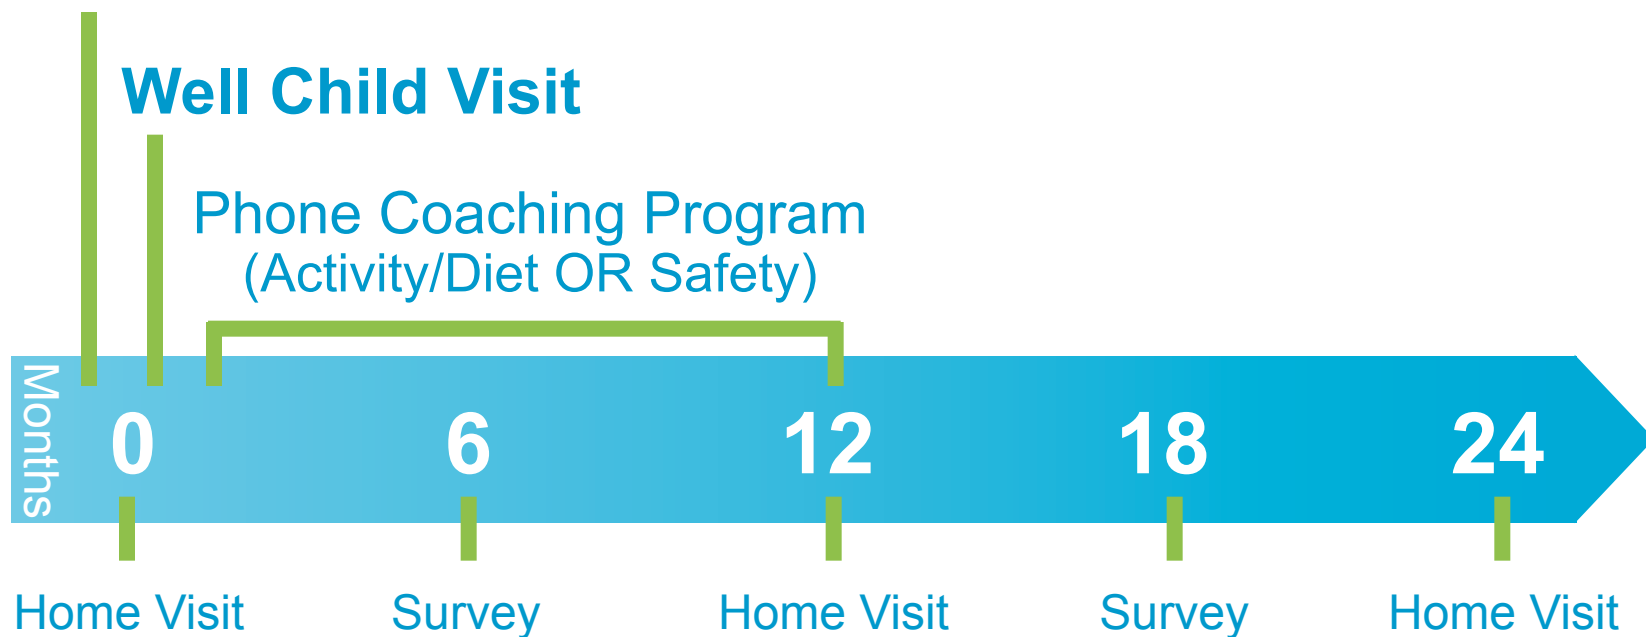 Well Child Visit
Phone Coaching Program
(Activity/Diet OR Safety)
Months
0 6 12 18 24
Home Visit Survey Home Visit Survey Home Visit